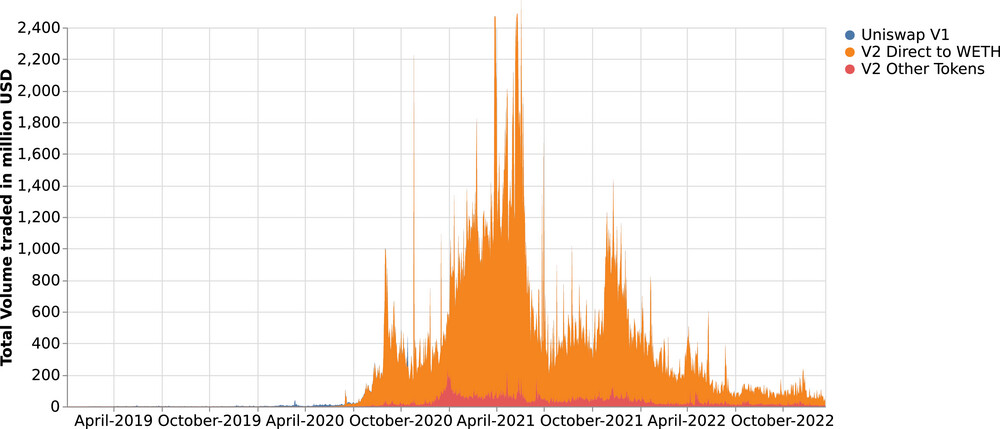 Total Volume traded in million USD
2,400
2,200
2,000
1,800
1,600
1,400
1,200
1,000
800
600
400
200
0
April-2019 October-2019 April-2020 October-2020 April-2021 October-2021 April-2022 October-2022
Uniswap V1
V2 Direct to WETH
V2 Other Tokens